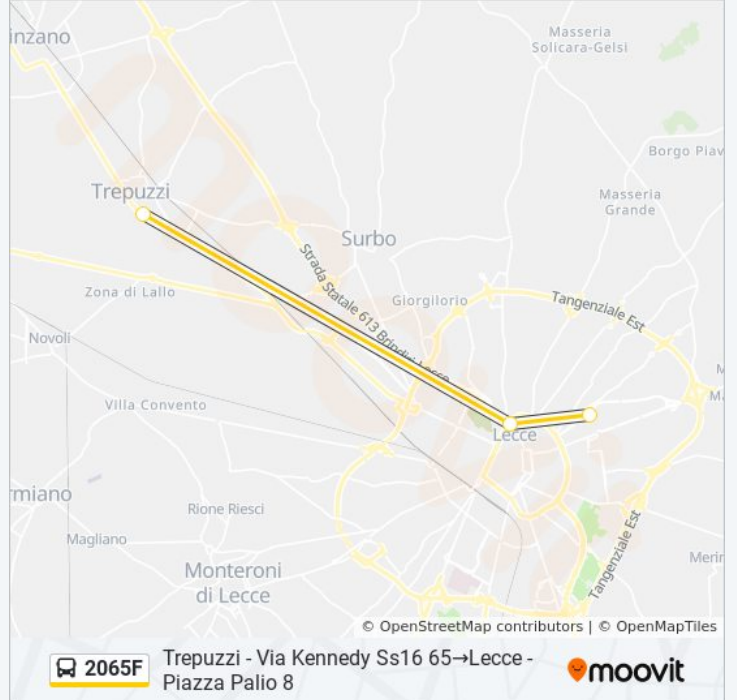 inzano
Masseria
Solicara-Gelsi
Borgo Piav
Trepuzzi
Masseria
Grande
Surbo
Strada Statale 613 Brindisi-Lecce
Zona di Lallo
Giorgilorio
Tangenziale Est
Novoli
M
Ma
Villa Convento
Lecce
rmiano
Rione Riesci
Magliano
Tangenziale Est
Merin
Monteroni
di Lecce
© OpenStreetMap contributors | © OpenMapTiles
2065F
Trepuzzi - Via Kennedy Ss16 65→Lecce -
Piazza Palio 8
moovit